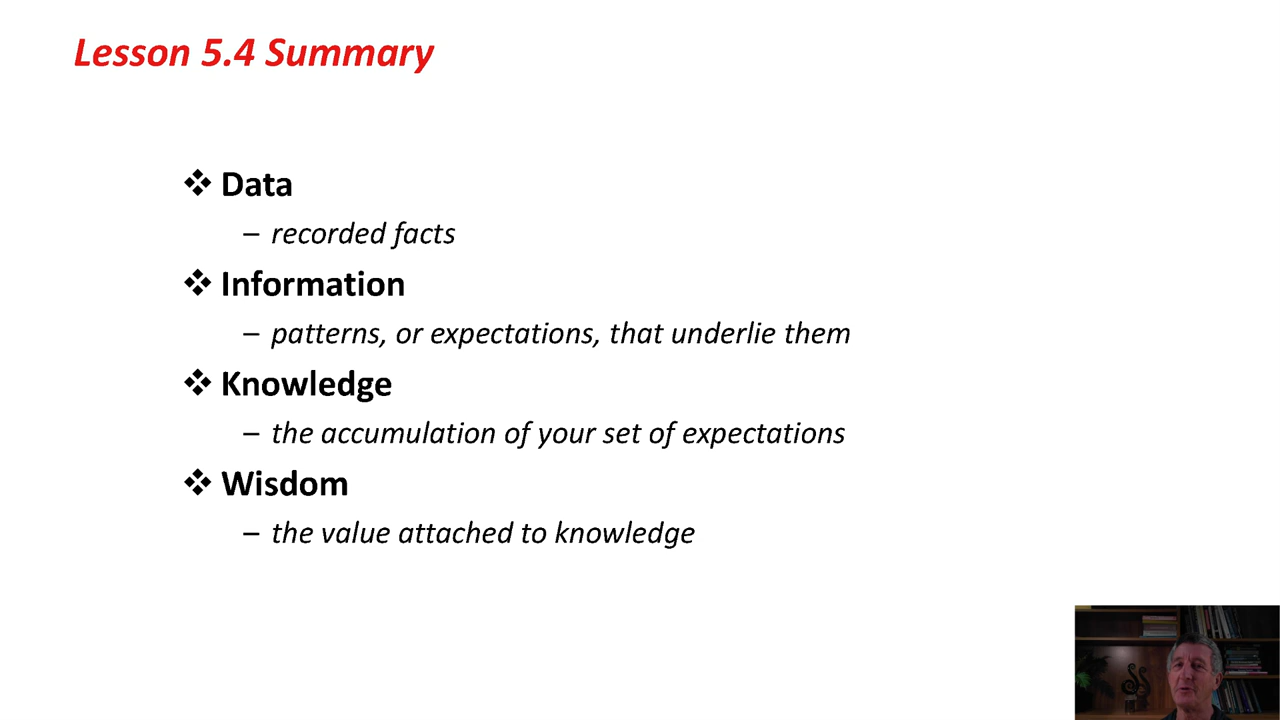 Lesson 5.4 Summary
❖ Data
– recorded facts
❖ Information
– patterns, or expectations, that underlie them
❖ Knowledge
– the accumulation of your set of expectations
❖ Wisdom
– the value attached to knowledge